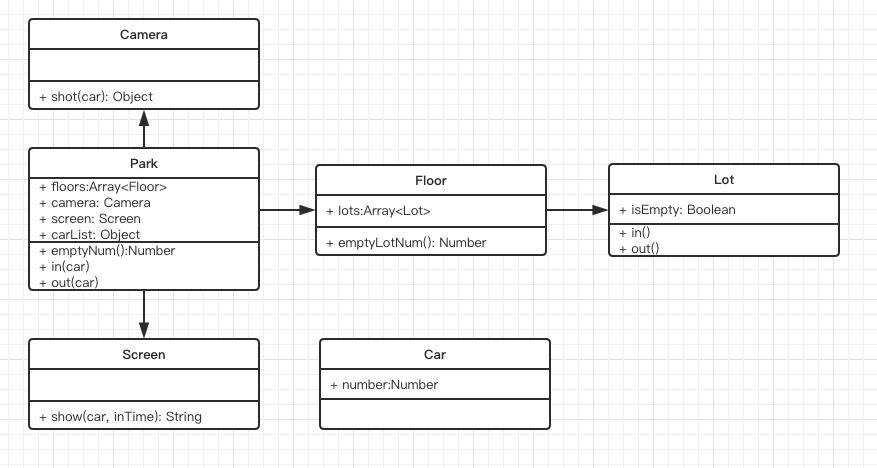 Camera
+ shot(car): Object
Park
+ floors:Array<Floor>
+ camera: Camera
+ screen: Screen
+ carList: Object
+ emptyNum():Number
+ in(car)
+ out(car)
Floor
+ lots:Array<Lot>
+ emptyLotNum(): Number
Lot
+ isEmpty: Boolean
+ in()
+ out()
Screen
+ show(car, inTime): String
Car
+ number:Number